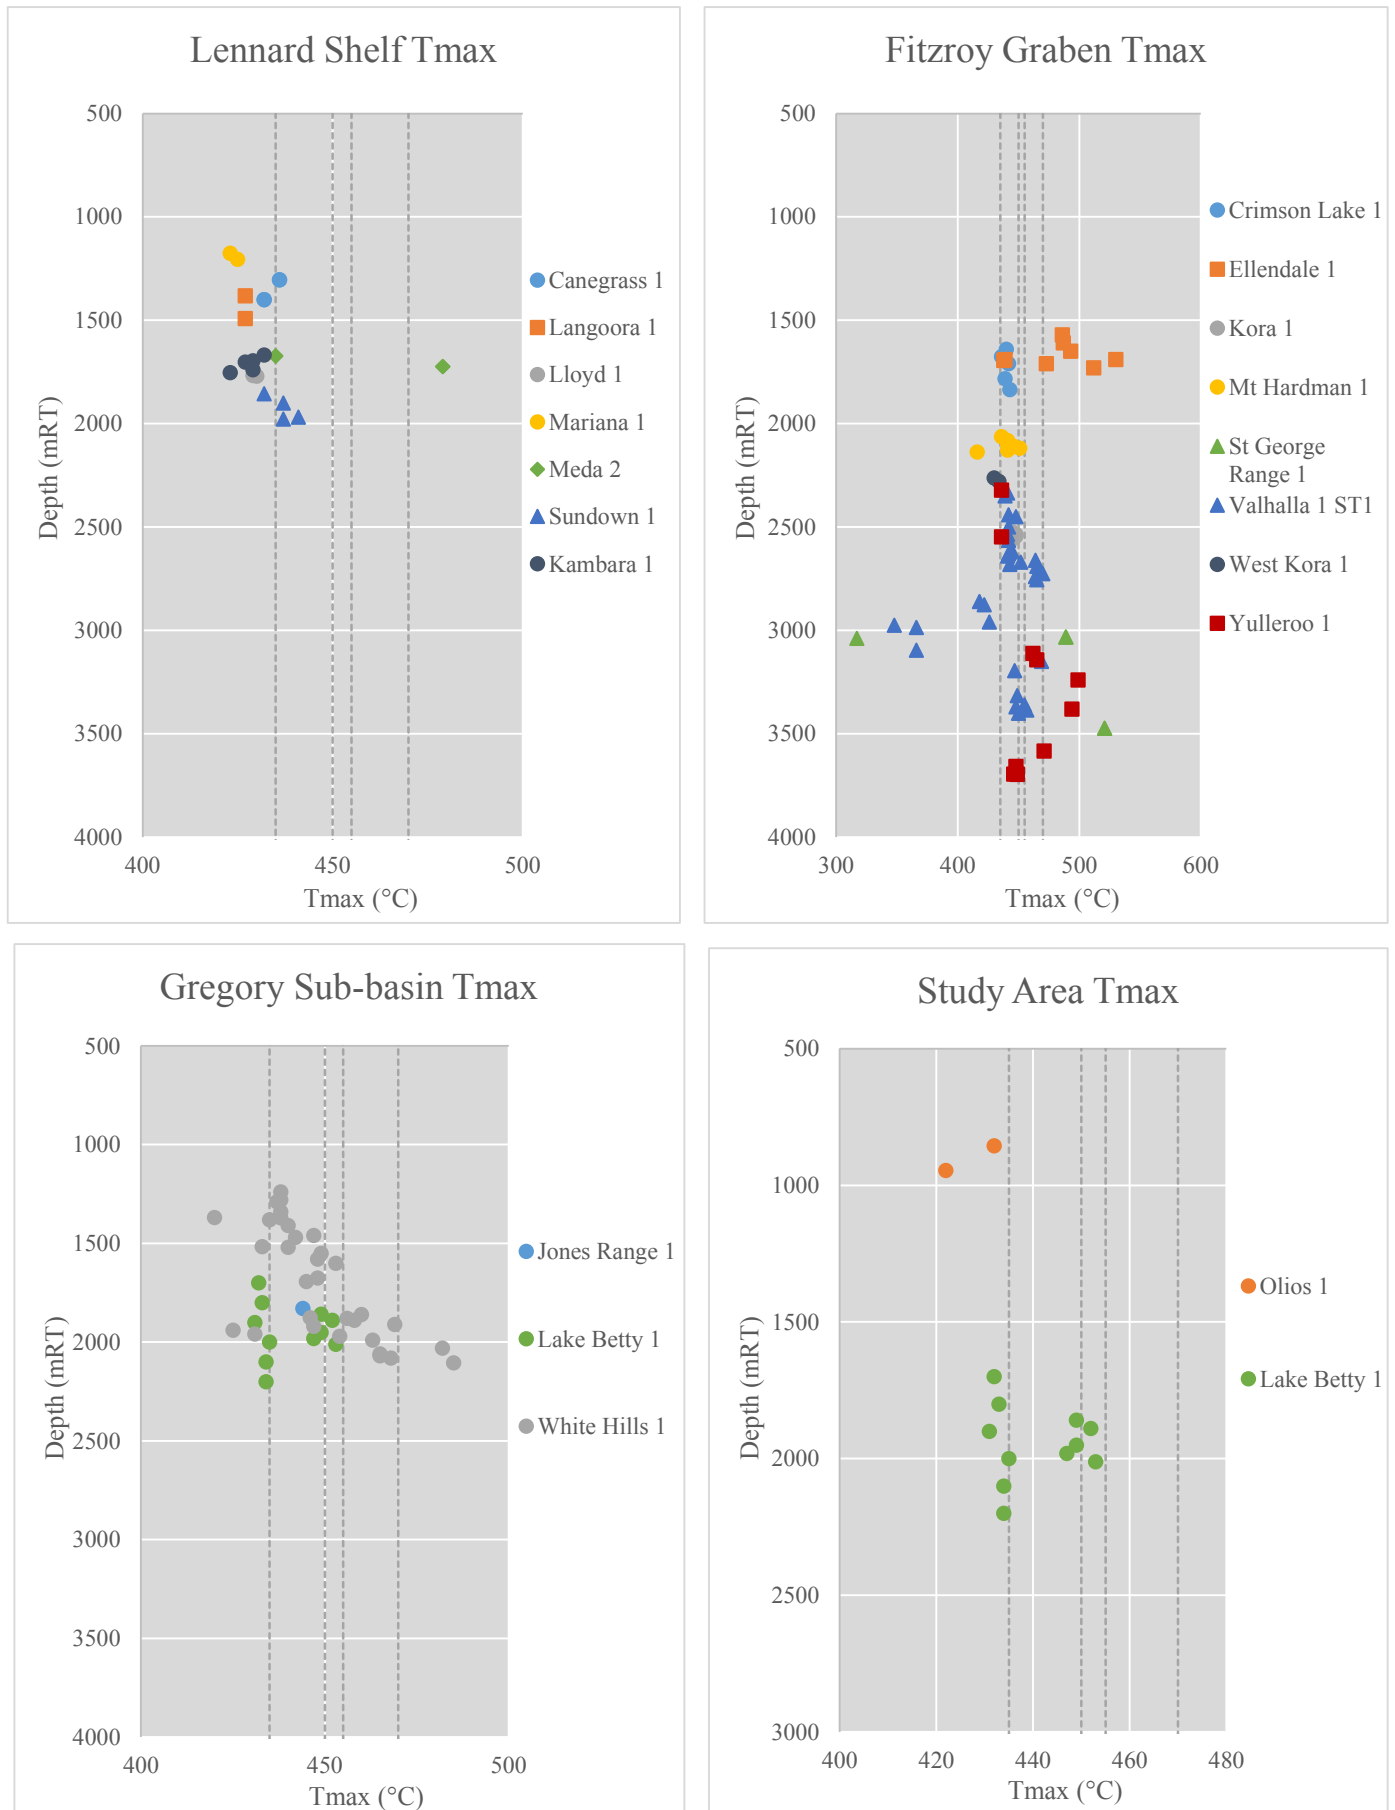 Lennard Shelf Tmax
500
1000
1500
2000
2500
3000
3500
4000
Depth (mRT)
400
450
500
Tmax (°C)
Canegrass 1
Langoora 1
Lloyd 1
Mariana 1
Meda 2
Sundown 1
Kambara 1
Fitzroy Graben Tmax
500
1000
1500
2000
2500
3000
3500
4000
Depth (mRT)
300
400
500
600
Tmax (°C)
Crimson Lake 1
Ellendale 1
Kora 1
Mt Hardman 1
St George
Range 1
Valhalla 1 ST1
West Kora 1
Yulleroo 1
Gregory Sub-basin Tmax
500
1000
1500
2000
2500
3000
3500
4000
Depth (mRT)
400
450
500
Tmax (°C)
Jones Range 1
Lake Betty 1
White Hills 1
Study Area Tmax
500
1000
1500
2000
2500
3000
Depth (mRT)
400
420
440
460
480
Tmax (°C)
Olios 1
Lake Betty 1